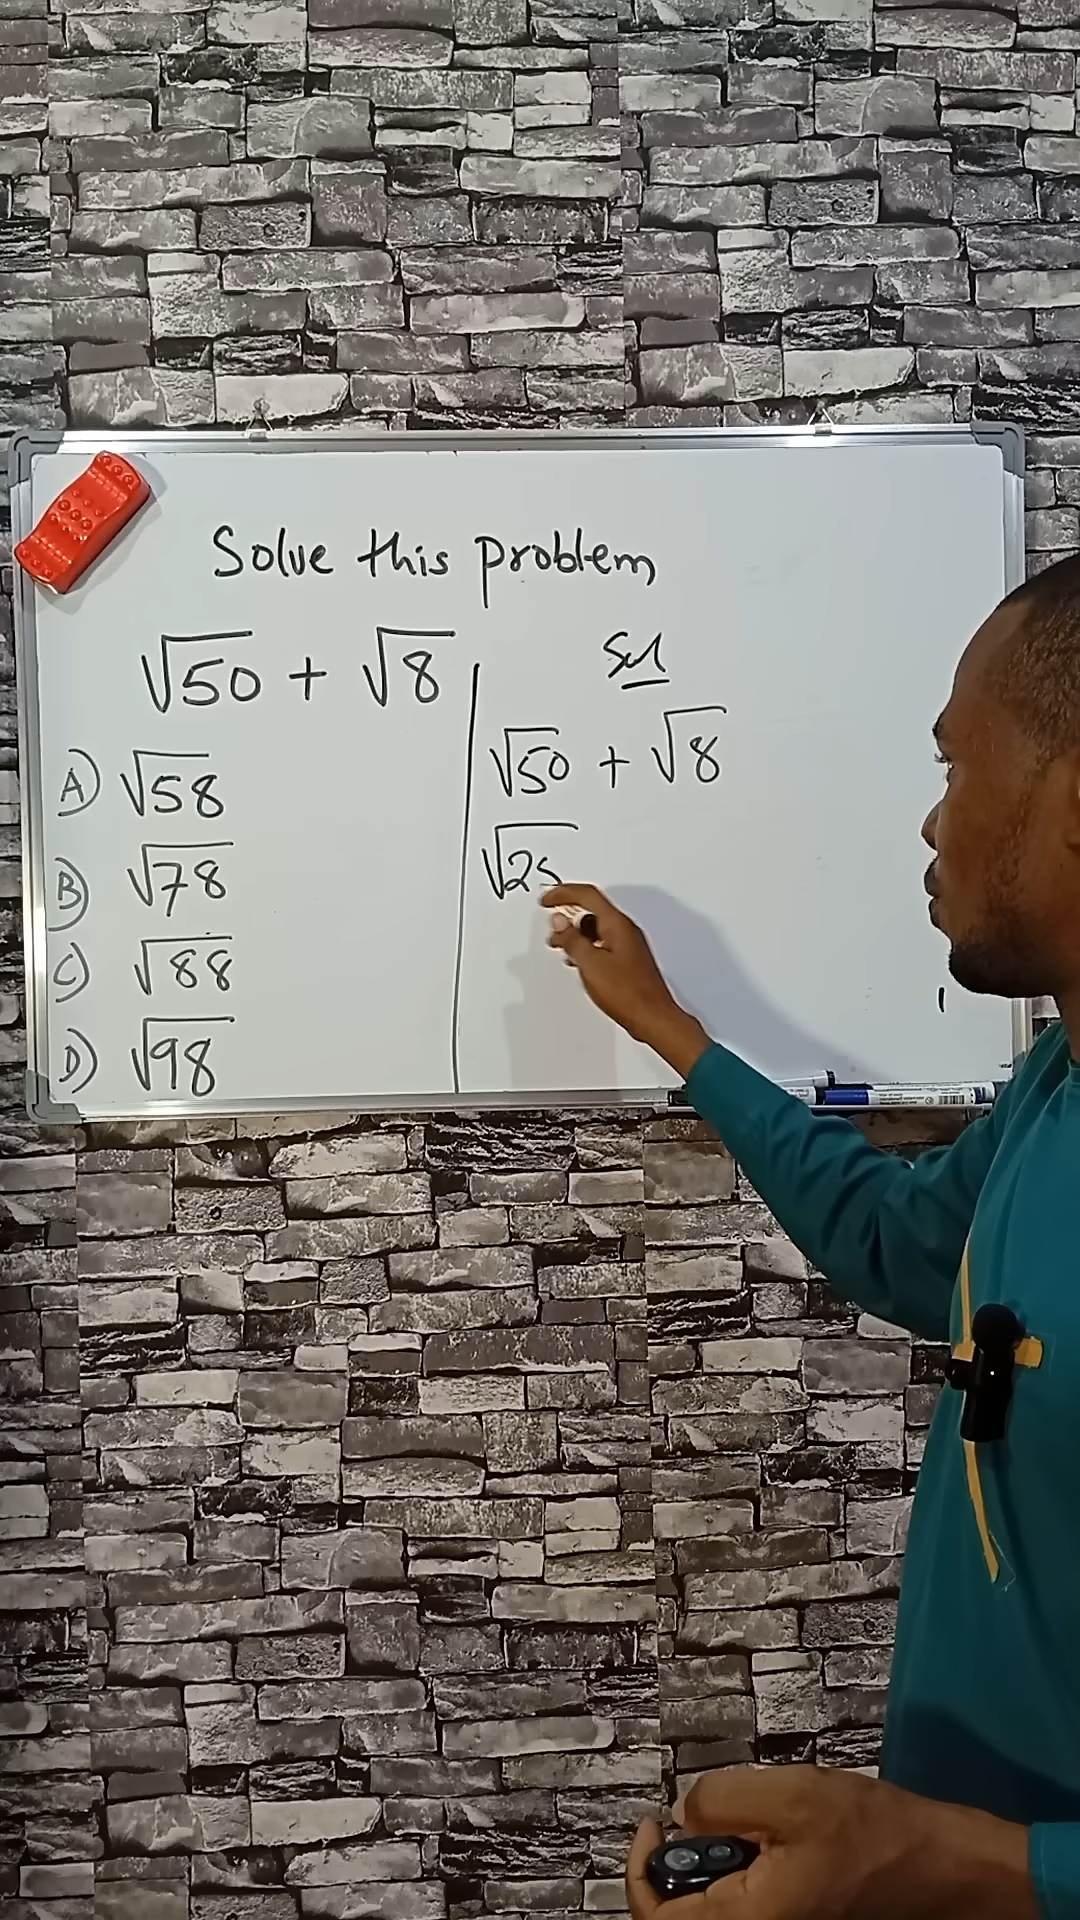 Solve this problem
√50 + √8
A) √58
B) √78
C) √88
D) √98
Sol
√50 + √8
√25